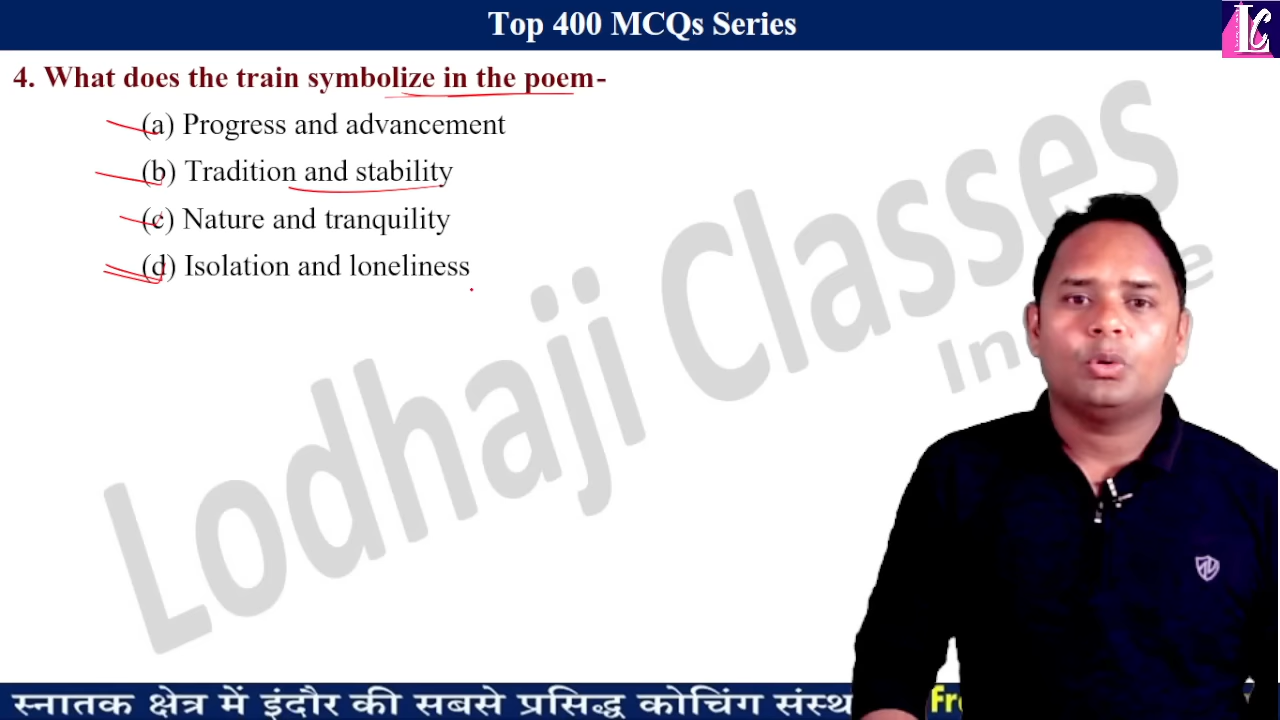 Top 400 MCQs Series
LC
4. What does the train symbolize in the poem-
(a) Progress and advancement
(b) Tradition and stability
(c) Nature and tranquility
(d) Isolation and loneliness
Lodhaji Classes
स्नातक क्षेत्र में इंदौर की सबसे प्रसिद्ध कोचिंग